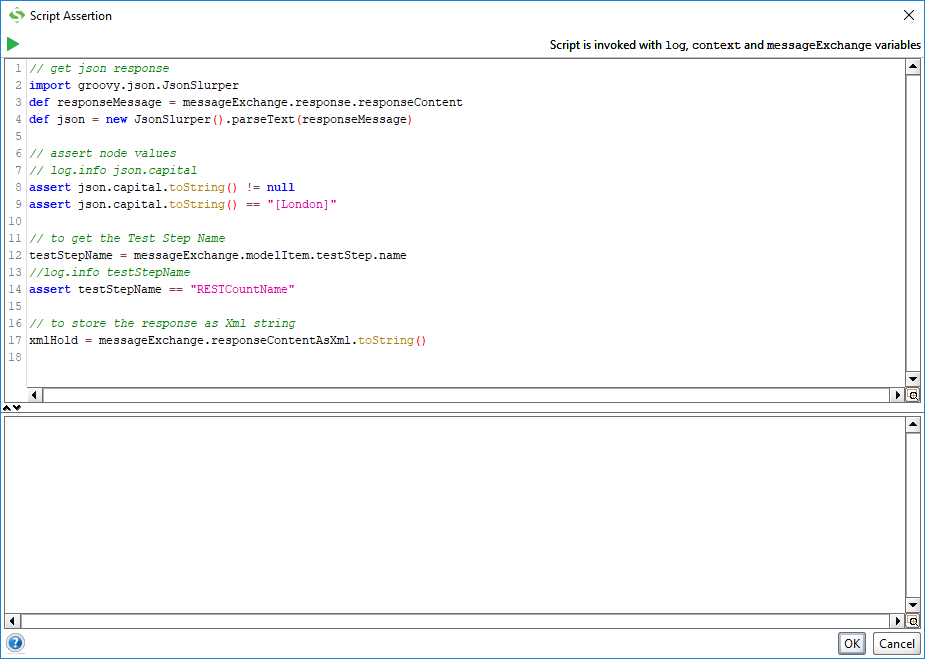 Script Assertion
Script is invoked with log, context and messageExchange variables
1 // get json response
2 import groovy.json.JsonSlurper
3 def responseMessage = messageExchange.response.responseContent
4 def json = new JsonSlurper().parseText(responseMessage)
5
6 // assert node values
7 // log.info json.capital
8 assert json.capital.toString() != null
9 assert json.capital.toString() == "[London]"
10
11 // to get the Test Step Name
12 testStepName = messageExchange.modelItem.testStep.name
13 //log.info testStepName
14 assert testStepName == "RESTCountName"
15
16 // to store the response as Xml string
17 xmlHold = messageExchange.responseContentAsXml.toString()
18
?
OK
Cancel